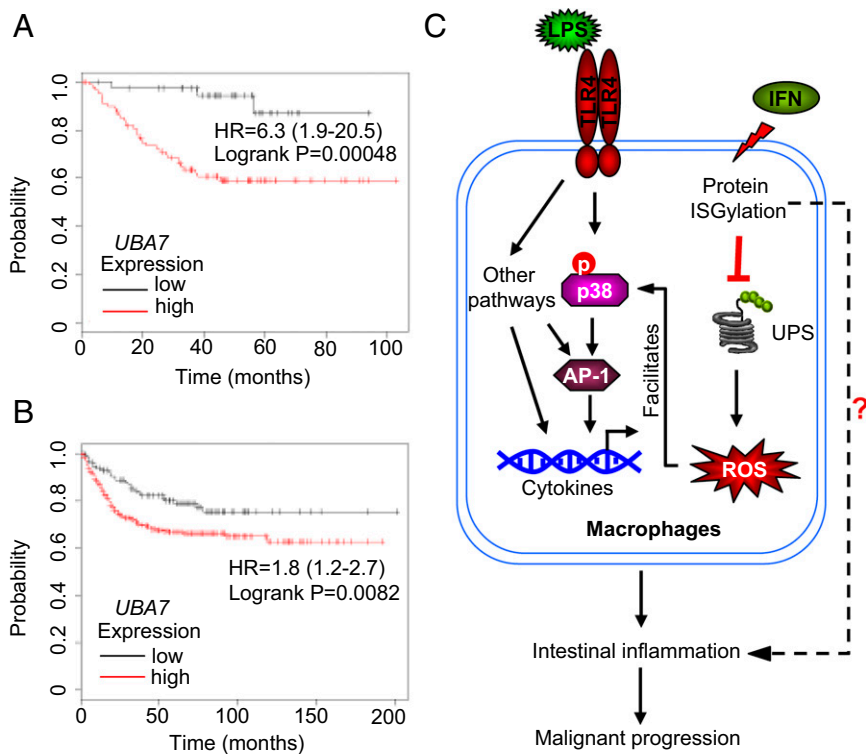 A
1.0
0.8
0.6
0.4
0.2
0
Probability
HR=6.3 (1.9-20.5)
Logrank P=0.00048
UBA7
Expression
low
high
0
20
40
60
80
100
Time (months)
B
1.0
0.8
0.6
0.4
0.2
0
Probability
HR=1.8 (1.2-2.7)
Logrank P=0.0082
UBA7
Expression
low
high
0
50
100
150
200
Time (months)
C
LPS
TLR4
TLR4
IFN
Protein
ISGylation
Other
pathways
p
p38
UPS
AP-1
Facilitates
?
ROS
Cytokines
Macrophages
Intestinal inflammation
Malignant progression